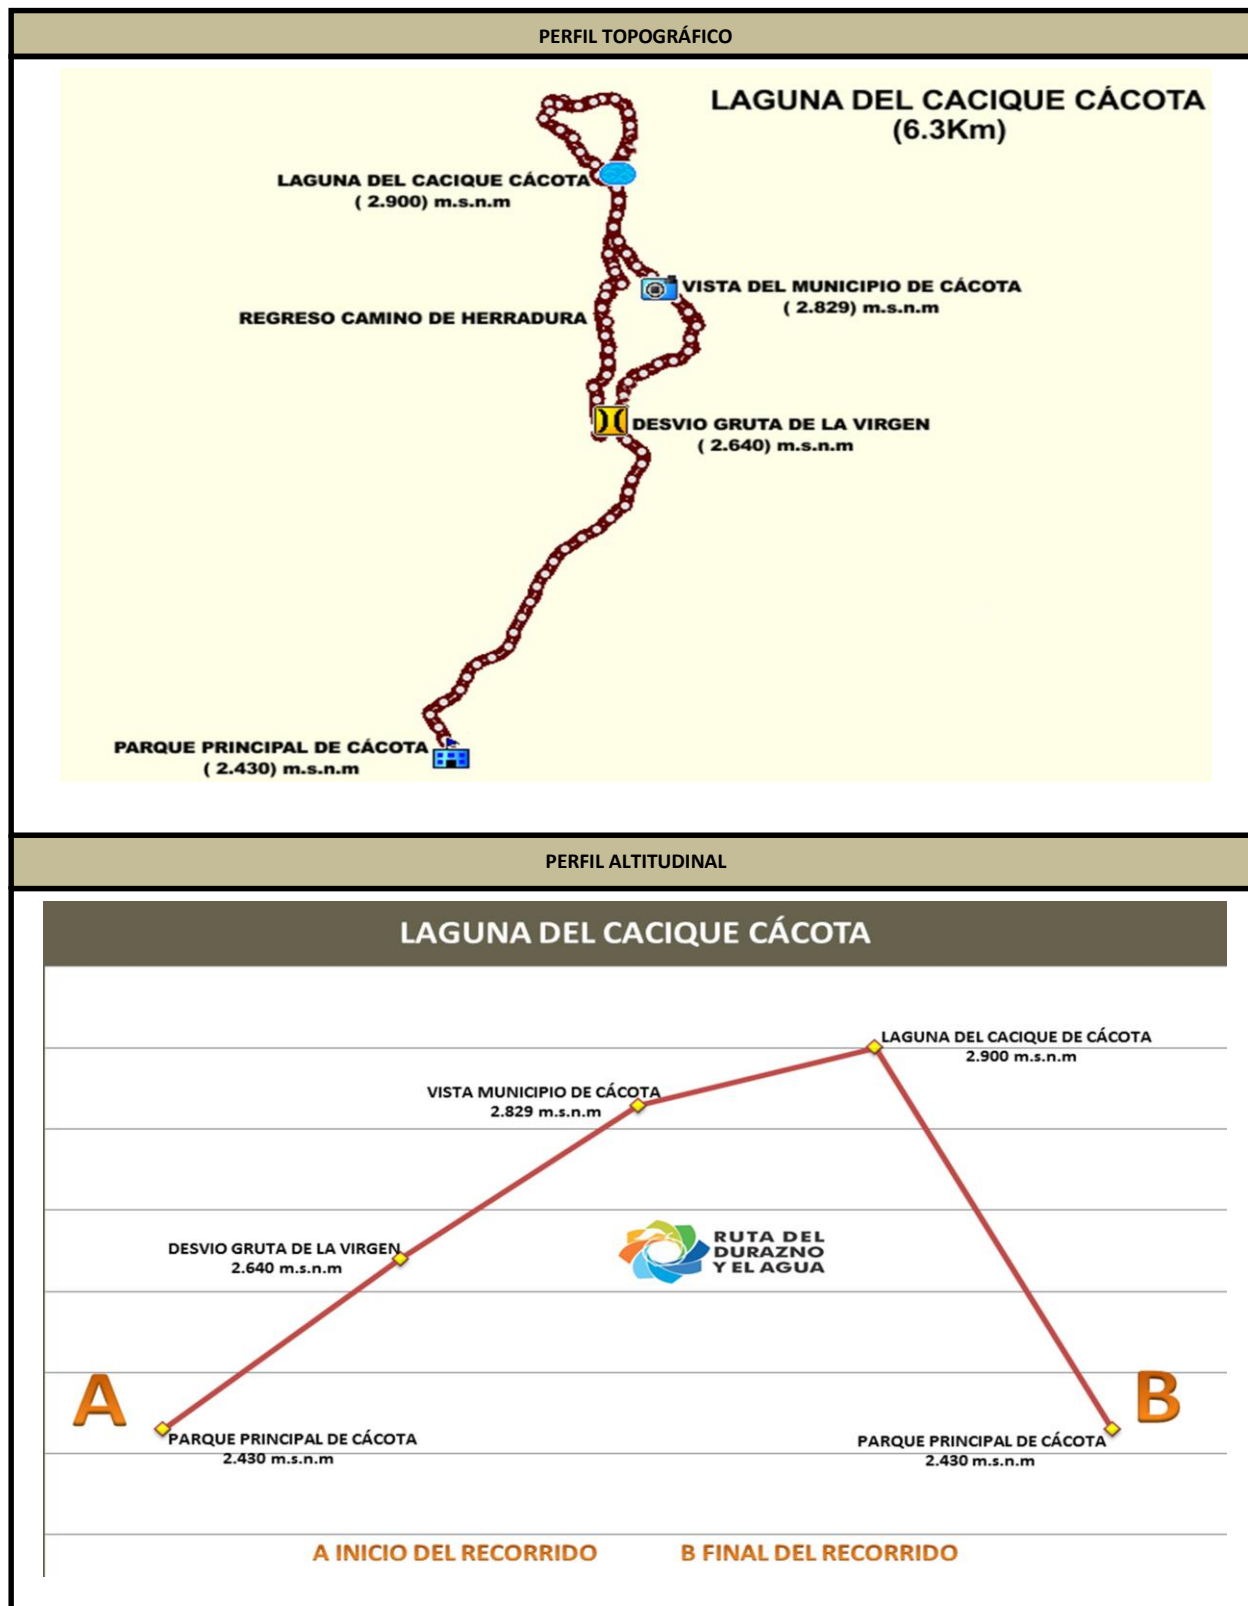 PERFIL TOPOGRÁFICO
LAGUNA DEL CACIQUE CÁCOTA
(6.3Km)
LAGUNA DEL CACIQUE CÁCOTA
( 2.900) m.s.n.m
VISTA DEL MUNICIPIO DE CÁCOTA
( 2.829) m.s.n.m
REGRESO CAMINO DE HERRADURA
DESVIO GRUTA DE LA VIRGEN
( 2.640) m.s.n.m
PARQUE PRINCIPAL DE CÁCOTA
( 2.430) m.s.n.m
PERFIL ALTITUDINAL
LAGUNA DEL CACIQUE CÁCOTA
LAGUNA DEL CACIQUE DE CÁCOTA
2.900 m.s.n.m
VISTA MUNICIPIO DE CÁCOTA
2.829 m.s.n.m
DESVIO GRUTA DE LA VIRGEN
2.640 m.s.n.m
RUTA DEL
DURAZNO
Y EL AGUA
A
B
PARQUE PRINCIPAL DE CÁCOTA
2.430 m.s.n.m
PARQUE PRINCIPAL DE CÁCOTA
2.430 m.s.n.m
A INICIO DEL RECORRIDO
B FINAL DEL RECORRIDO